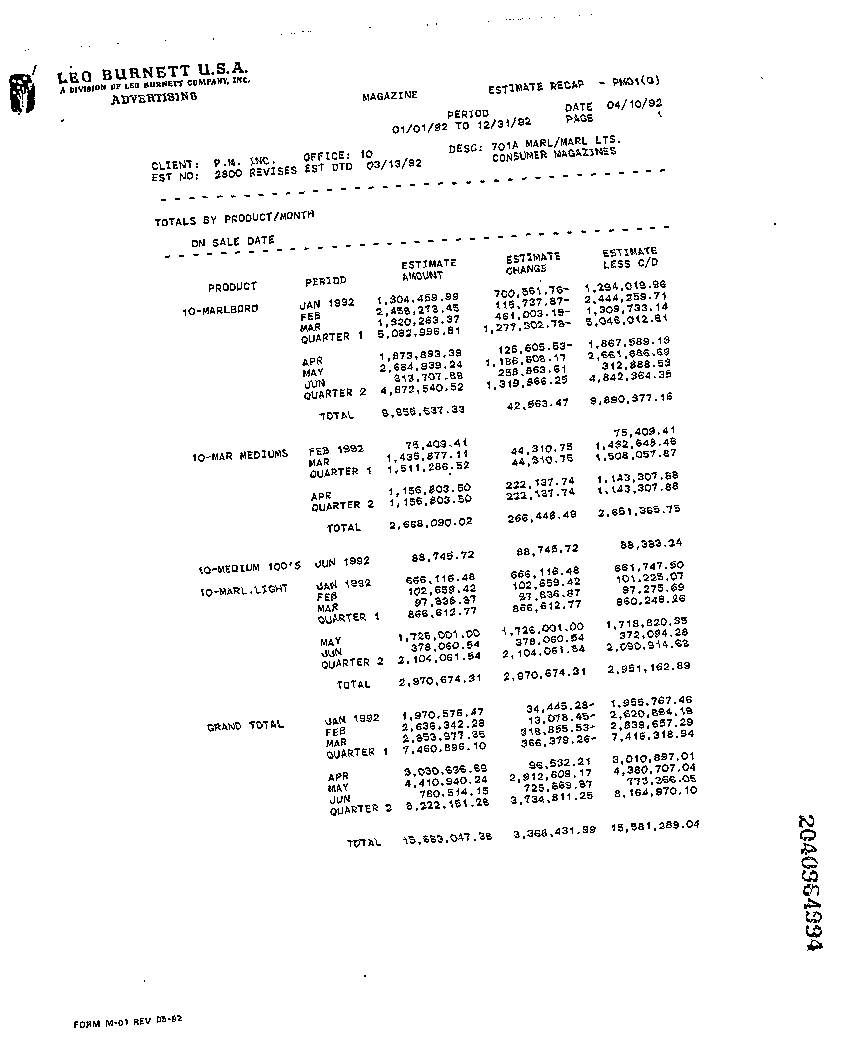 LEO BURNETT U.S.A.
A DIVISION OF LEO BURNETT COMPANY, INC.
ADVERTISING
MAGAZINE ESTIMATE RECAP - PM01(Q)
PERIOD DATE 04/10/92
01/01/92 TO 12/31/92 PAGE 1
CLIENT: P.M. INC. OFFICE: 10 DESC: 701A MARL/MARL LTS.
EST NO: 2800 REVISES EST DTD 03/13/92 CONSUMER MAGAZINES
TOTALS BY PRODUCT/MONTH
ON SALE DATE
ESTIMATE ESTIMATE ESTIMATE
PRODUCT PERIOD AMOUNT CHANGE LESS C/D
10-MARLBORO JAN 1992 1,304,459.99 700,561.76- 1,294,019.96
FEB 2,458,273.45 115,737.87- 2,444,259.71
MAR 1,320,263.37 461,003.15- 1,309,733.14
QUARTER 1 5,082,996.81 1,277,302.78- 5,048,012.81
APR 1,873,893.39 126,605.53- 1,867,589.13
MAY 2,684,939.24 1,186,608.17 2,661,886.69
JUN 313,707.89 258,863.61 312,888.53
QUARTER 2 4,872,540.52 1,319,866.25 4,842,364.35
TOTAL 9,955,537.33 42,563.47 9,890,377.16
10-MAR MEDIUMS FEB 1992 75,409.41 75,409.41
MAR 1,435,877.11 44,310.75 1,432,648.46
QUARTER 1 1,511,286.52 44,310.75 1,508,057.87
APR 1,156,803.50 222,137.74 1,143,307.88
QUARTER 2 1,156,803.50 222,137.74 1,143,307.88
TOTAL 2,668,090.02 266,448.49 2,651,365.75
10-MEDIUM 100'S JUN 1992 88,745.72 88,745.72 88,383.24
10-MARL.LIGHT JAN 1992 666,116.48 666,116.48 661,747.50
FEB 102,659.42 102,659.42 101,225.07
MAR 97,836.87 97,836.87 97,275.69
QUARTER 1 866,612.77 866,612.77 860,248.26
MAY 1,726,001.00 1,726,001.00 1,718,820.35
JUN 378,060.54 378,060.54 372,094.28
QUARTER 2 2,104,061.54 2,104,061.54 2,090,914.63
TOTAL 2,970,674.31 2,970,674.31 2,951,162.89
GRAND TOTAL JAN 1992 1,970,576.47 34,445.28- 1,955,767.46
FEB 2,636,342.28 13,078.45- 2,620,894.19
MAR 2,853,977.35 318,855.53- 2,839,657.29
QUARTER 1 7,460,896.10 366,379.26- 7,416,318.94
APR 3,030,696.89 96,532.21 3,010,897.01
MAY 4,410,940.24 2,912,609.17 4,380,707.04
JUN 780,514.15 725,669.87 773,366.05
QUARTER 2 8,222,151.28 3,734,811.25 8,164,970.10
TOTAL 15,683,047.38 3,368,431.99 15,581,289.04
2040364994
FORM M-01 REV 05-82